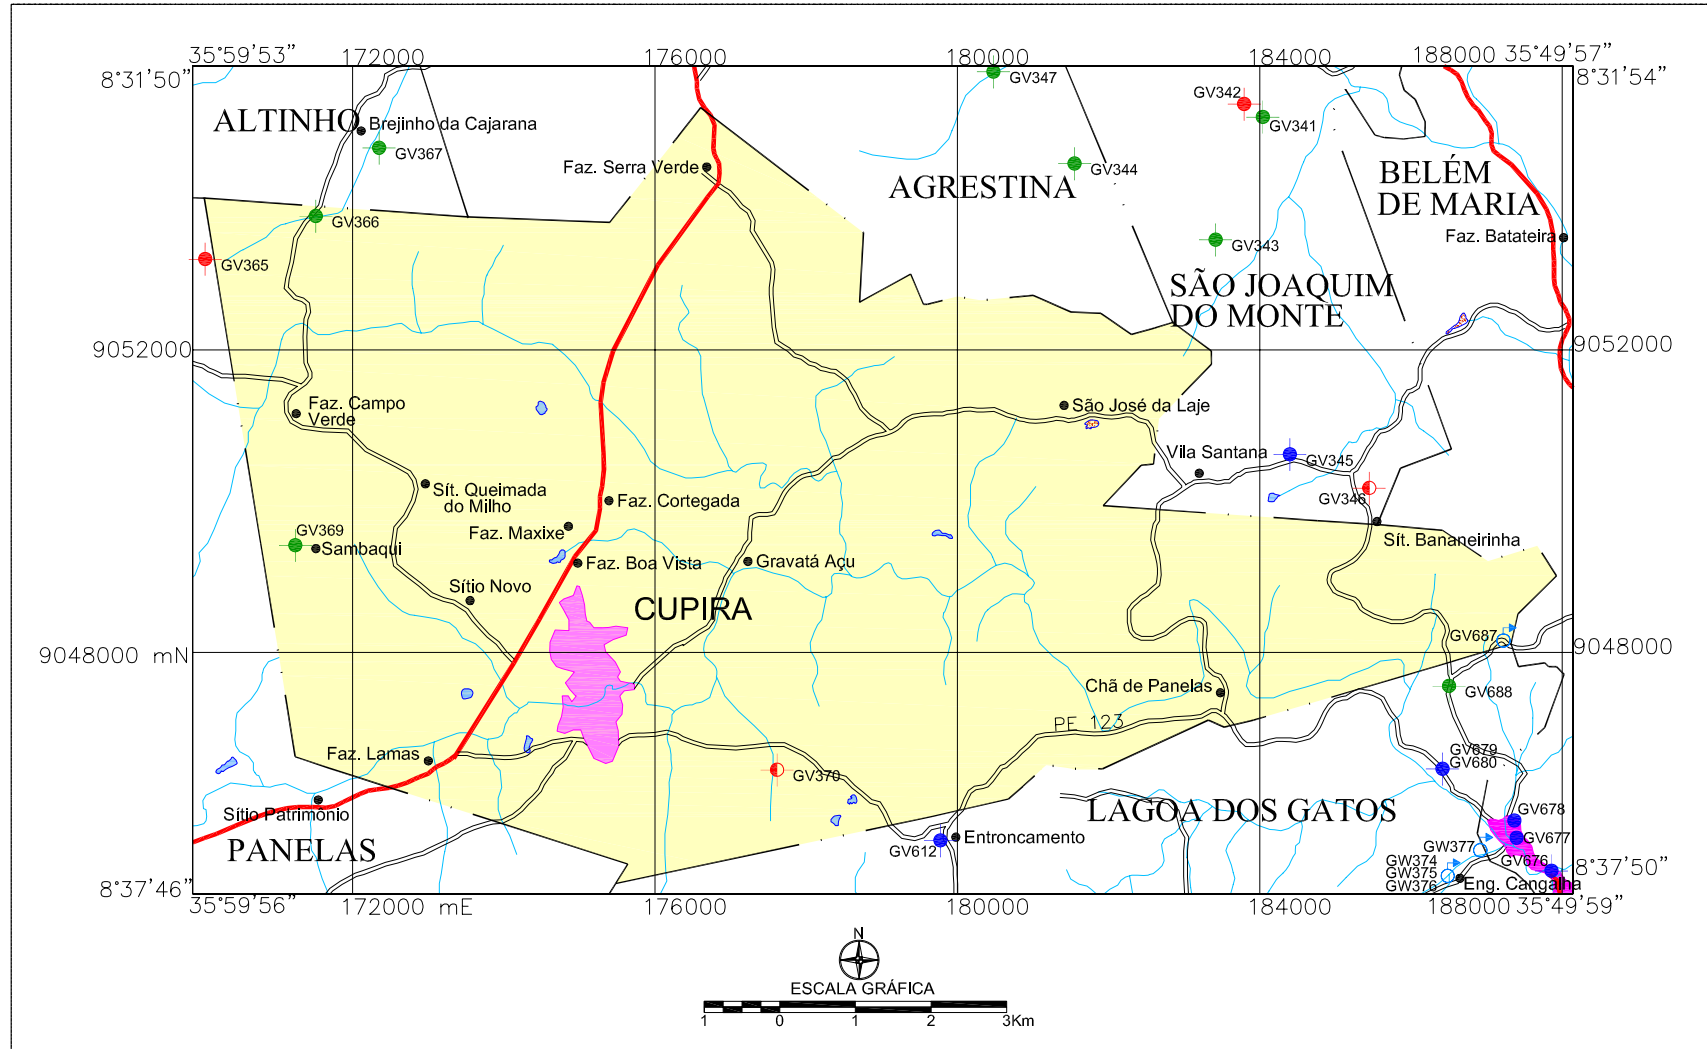 35°59'53"
172000
176000
180000
184000
188000
35°49'57"
8°31'50"
8°31'54"
GV347
GV342
GV341
ALTINHO
Brejinho da Cajarana
GV367
Faz. Serra Verde
GV344
AGRESTINA
BELÉM
DE MARIA
GV366
GV365
GV343
Faz. Batateira
SÃO JOAQUIM
DO MONTE
9052000
9052000
Faz. Campo
Verde
São José da Laje
Vila Santana
GV345
Sít. Queimada
do Milho
Faz. Cortegada
GV346
Faz. Maxixe
GV369
Sambaqui
Sít. Bananeirinha
Faz. Boa Vista
Gravatá Açu
Sítio Novo
CUPIRA
GV687
9048000 mN
9048000
Chã de Panelas
GV688
PE 123
Faz. Lamas
GV679
GV680
GV370
Sítio Patrimônio
LAGOA DOS GATOS
GV678
Entroncamento
GV677
PANELAS
GV612
GW377
GW374
GW375
GW376
GV676
Eng. Cangalha
8°37'50"
8°37'46"
35°59'56"
172000 mE
176000
180000
184000
188000
35°49'59"
N
ESCALA GRÁFICA
1
0
1
2
3Km